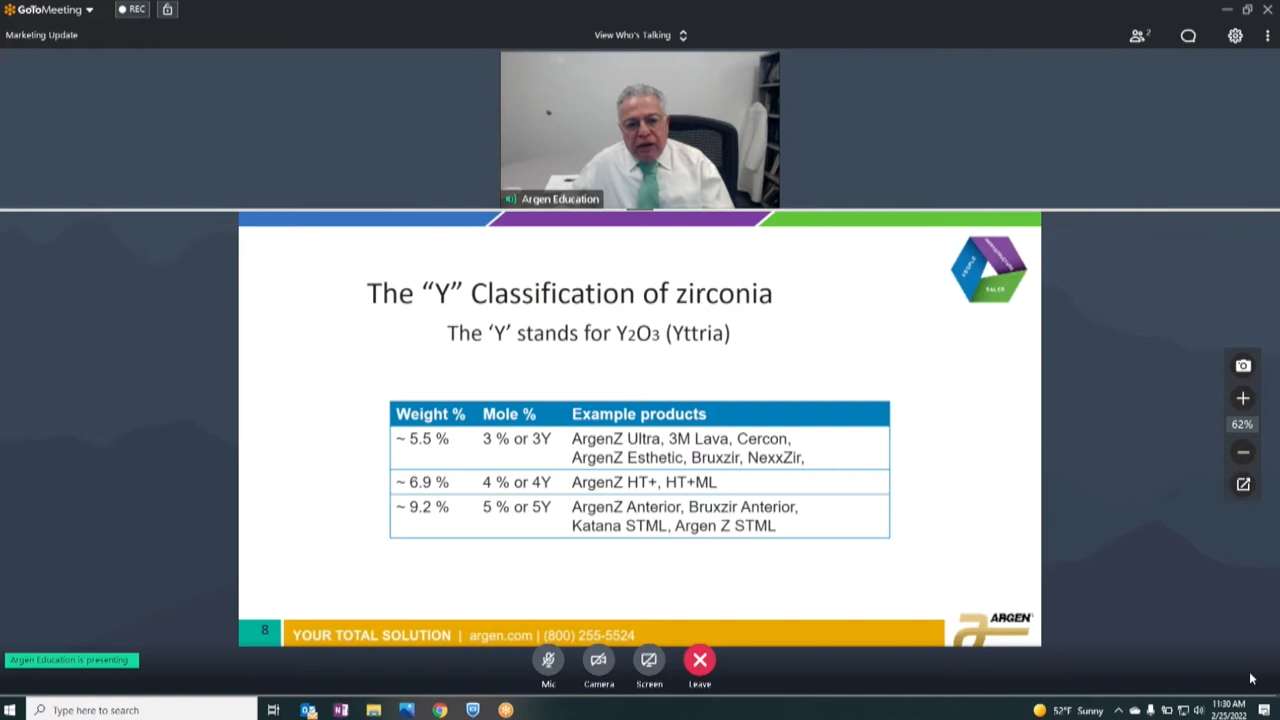 GoToMeeting
REC
Marketing Update
View Who's Talking
2
Argen Education
PEOPLE
SALES
The “Y” Classification of zirconia
The ‘Y’ stands for Y2O3 (Yttria)
Weight % Mole % Example products
~ 5.5 % 3 % or 3Y ArgenZ Ultra, 3M Lava, Cercon,
ArgenZ Esthetic, Bruxzir, NexxZir,
~ 6.9 % 4 % or 4Y ArgenZ HT+, HT+ML
~ 9.2 % 5 % or 5Y ArgenZ Anterior, Bruxzir Anterior,
Katana STML, Argen Z STML
62%
8 YOUR TOTAL SOLUTION | argen.com | (800) 255-5524
ARGEN
Argen Education is presenting
Mic Camera Screen Leave
Type here to search
52°F Sunny
11:30 AM
2/25/2022